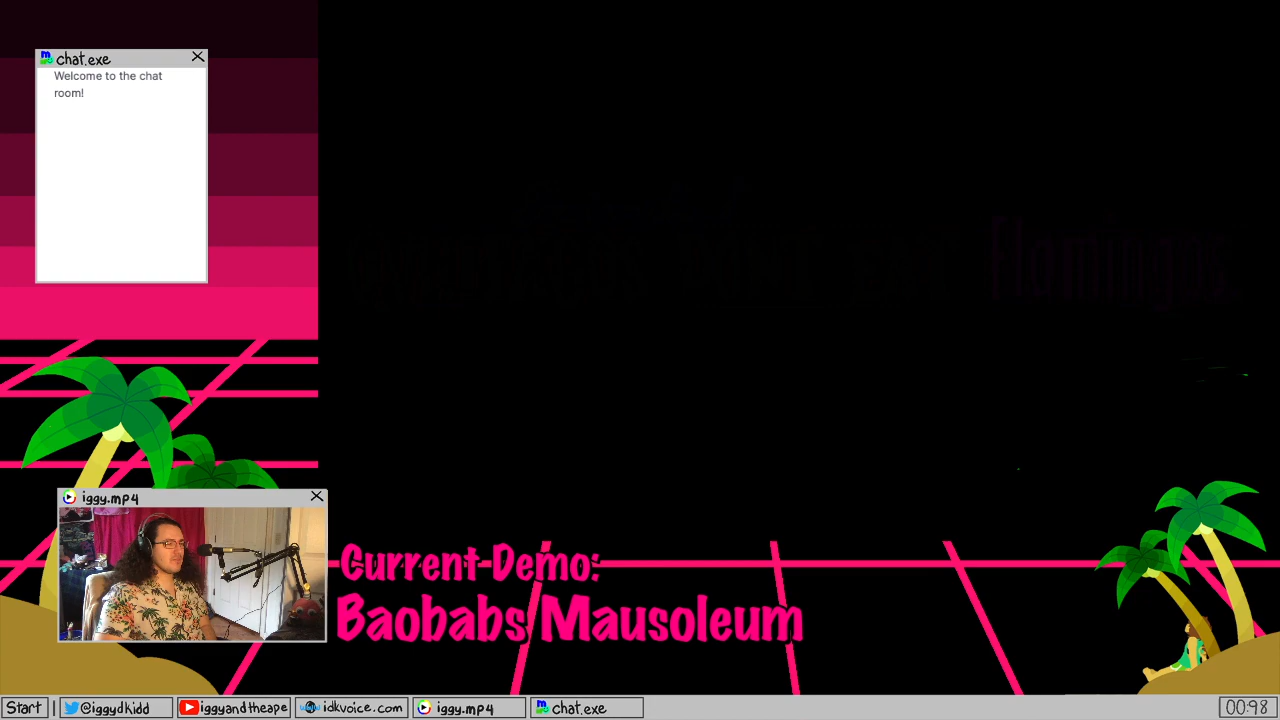 chat.exe
Welcome to the chat
room!
Flamingos
iggy.mp4
Current Demo:
Baobabs Mausoleum
Start | @iggydkidd iggyandtheape idkvoice.com iggy.mp4 chat.exe 00:98